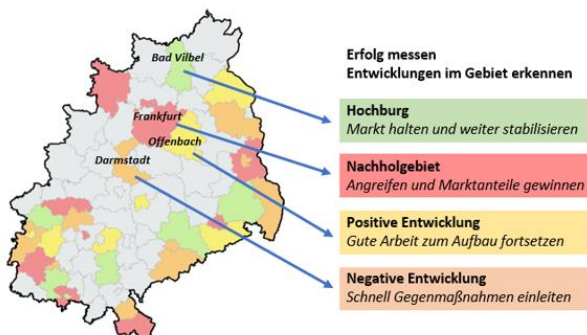 Bad Vilbel
Frankfurt
Offenbach
Darmstadt
Erfolg messen
Entwicklungen im Gebiet erkennen
Hochburg
Markt halten und weiter stabilisieren
Nachholgebiet
Angreifen und Marktanteile gewinnen
Positive Entwicklung
Gute Arbeit zum Aufbau fortsetzen
Negative Entwicklung
Schnell Gegenmaßnahmen einleiten